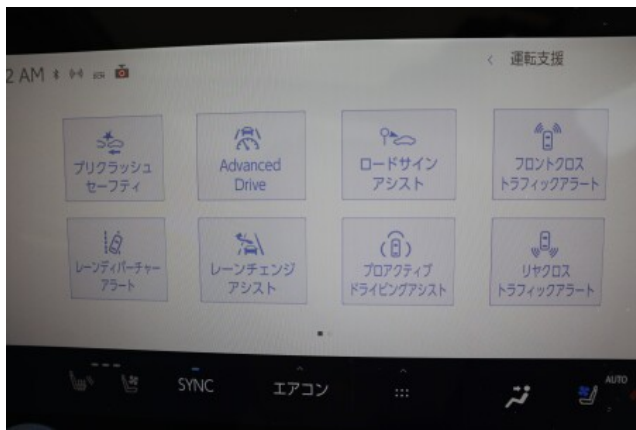 2 AM
運転支援
プリクラッシュ
セーフティ
Advanced
Drive
ロードサイン
アシスト
フロントクロス
トラフィックアラート
レーンディパーチャー
アラート
レーンチェンジ
アシスト
プロアクティブ
ドライビングアシスト
リヤクロス
トラフィックアラート
SYNC
エアコン
AUTO